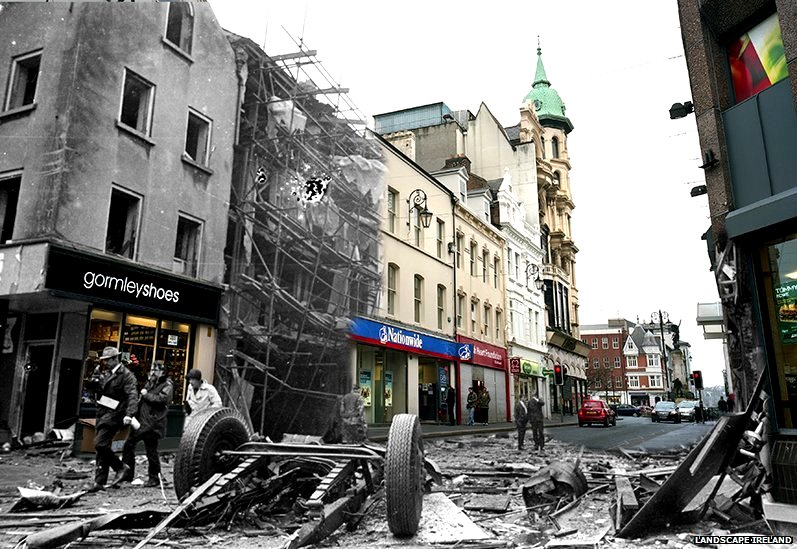 gormleyshoes
Nationwide
Heart Foundation
LANDSCAPE IRELAND